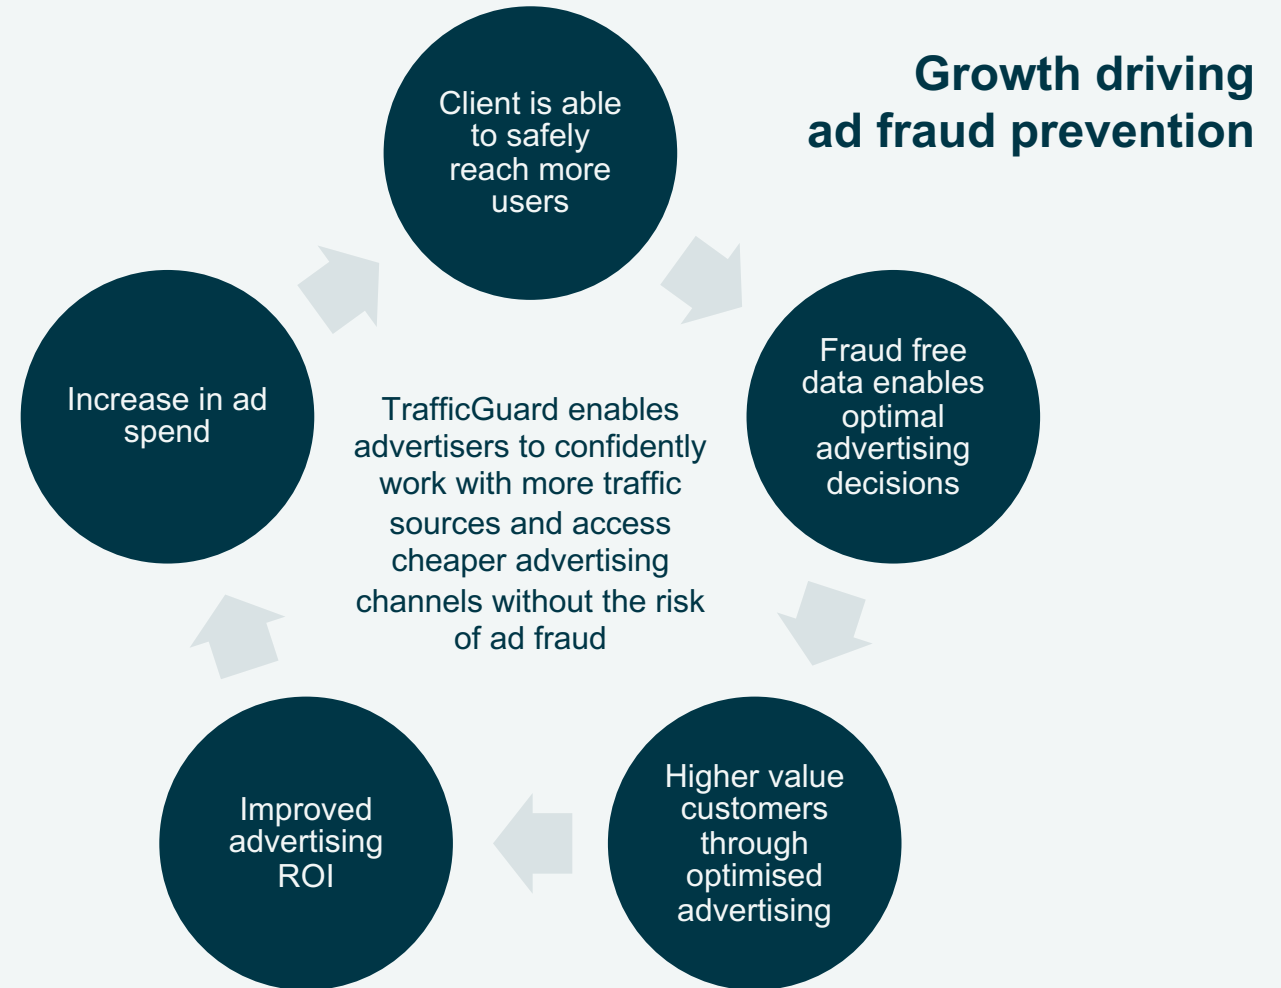 Growth driving
ad fraud prevention
Client is able
to safely
reach more
users
Fraud free
data enables
optimal
advertising
decisions
Higher value
customers
through
optimised
advertising
Improved
advertising
ROI
Increase in ad
spend
TrafficGuard enables
advertisers to confidently
work with more traffic
sources and access
cheaper advertising
channels without the risk
of ad fraud